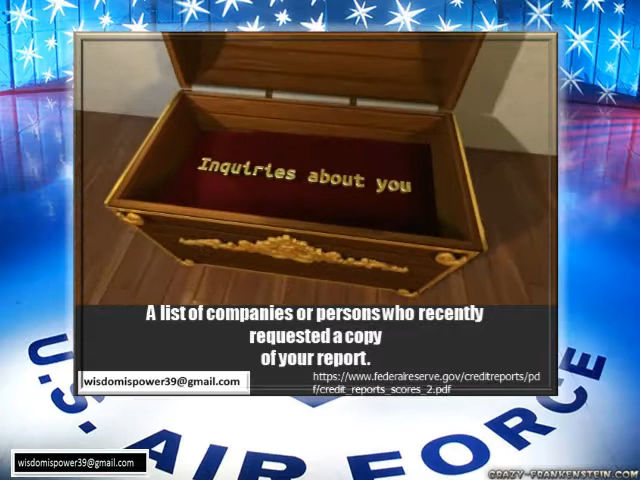 Inquiries about you
A list of companies or persons who recently
requested a copy
of your report.
wisdomispower39@gmail.com
https://www.federalreserve.gov/creditreports/pd
f/credit_reports_scores_2.pdf
U.S. AIR FORCE
wisdomispower39@gmail.com
CRAZY-FRANKENSTEIN.COM